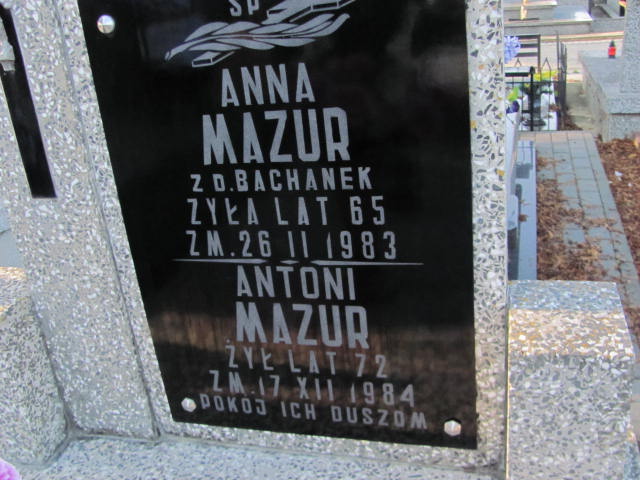 ŚP
ANNA
MAZUR
Z D. BACHANEK
ŻYŁA LAT 65
ZM. 26 II 1983
ANTONI
MAZUR
ŻYŁ LAT 72
ZM. 17 XII 1984
POKÓJ ICH DUSZOM